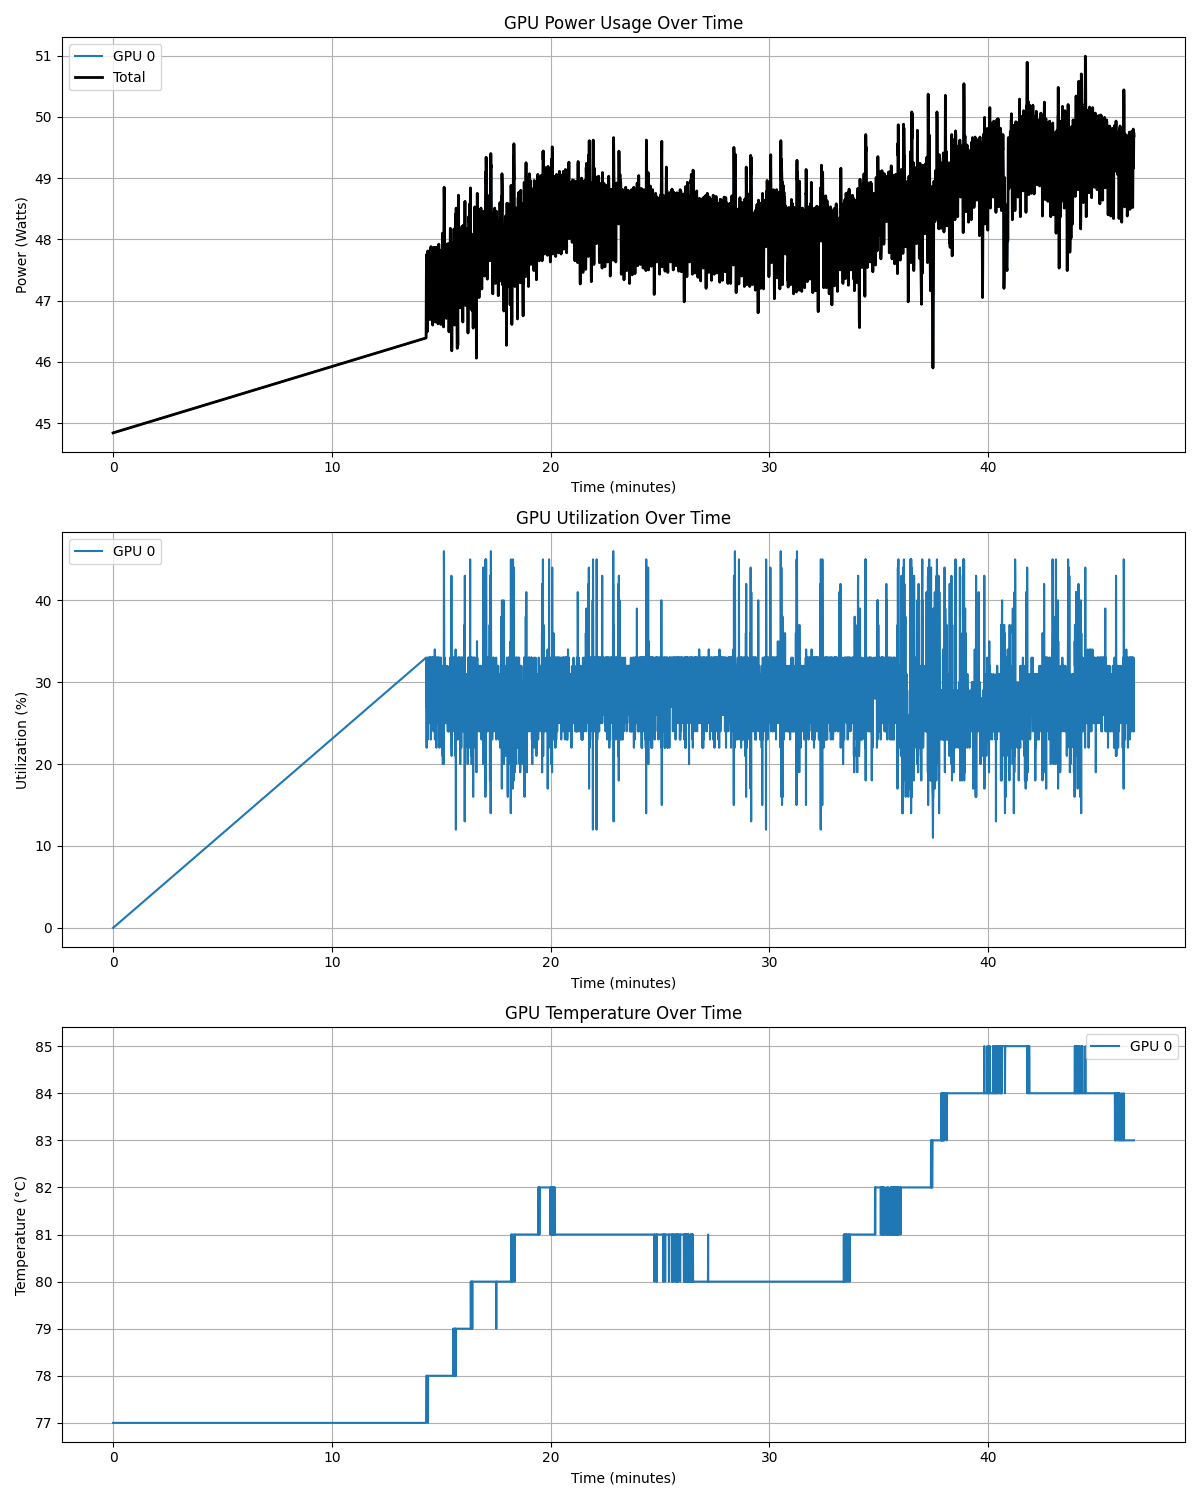 GPU Power Usage Over Time
GPU 0
Total
51
50
49
48
47
46
45
Power (Watts)
0 10 20 30 40
Time (minutes)
GPU Utilization Over Time
GPU 0
40
30
20
10
0
Utilization (%)
0 10 20 30 40
Time (minutes)
GPU Temperature Over Time
GPU 0
85
84
83
82
81
80
79
78
77
Temperature (°C)
0 10 20 30 40
Time (minutes)